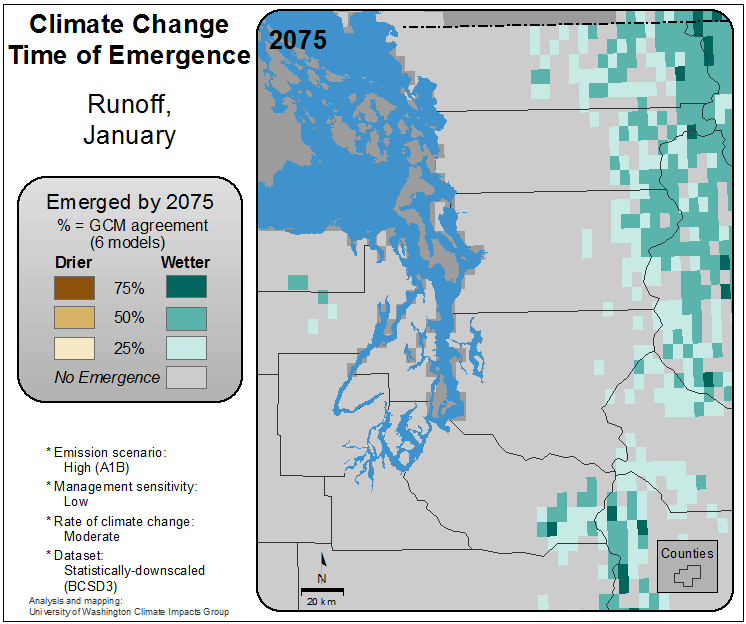 Climate Change
Time of Emergence
Runoff,
January
Emerged by 2075
% = GCM agreement
(6 models)
Drier Wetter
75%
50%
25%
No Emergence
* Emission scenario:
High (A1B)
* Management sensitivity:
Low
* Rate of climate change:
Moderate
* Dataset:
Statistically-downscaled
(BCSD3)
Analysis and mapping:
University of Washington Climate Impacts Group
2075
N
20 km
Counties